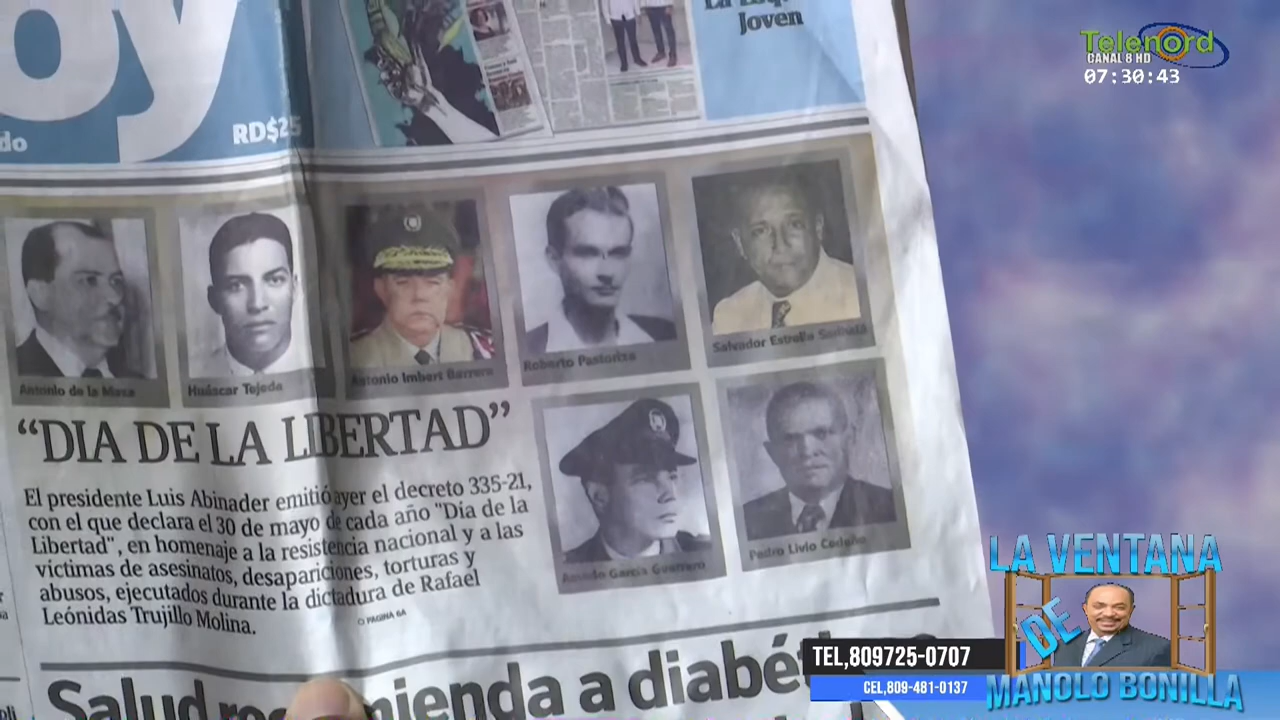 oy
do
RD$25
Joven
Telenord
CANAL 8 HD
07:30:43
Antonio de la Masa
Huáscar Tejeda
Antonio Imbert Barrera
Roberto Pastoriza
Salvador Estrella Sadhalá
“DIA DE LA LIBERTAD”
El presidente Luis Abinader emitió ayer el decreto 335-21,
con el que declara el 30 de mayo de cada año "Día de la
Libertad", en homenaje a la resistencia nacional y a las
víctimas de asesinatos, desapariciones, torturas y
abusos, ejecutados durante la dictadura de Rafael
Leónidas Trujillo Molina.
PAGINA 6A
Amado García Guerrero
Pedro Livio Cedeño
Salud mienda a diabét
TEL,809725-0707
CEL,809-481-0137
LA VENTANA
DE
MANOLO BONILLA